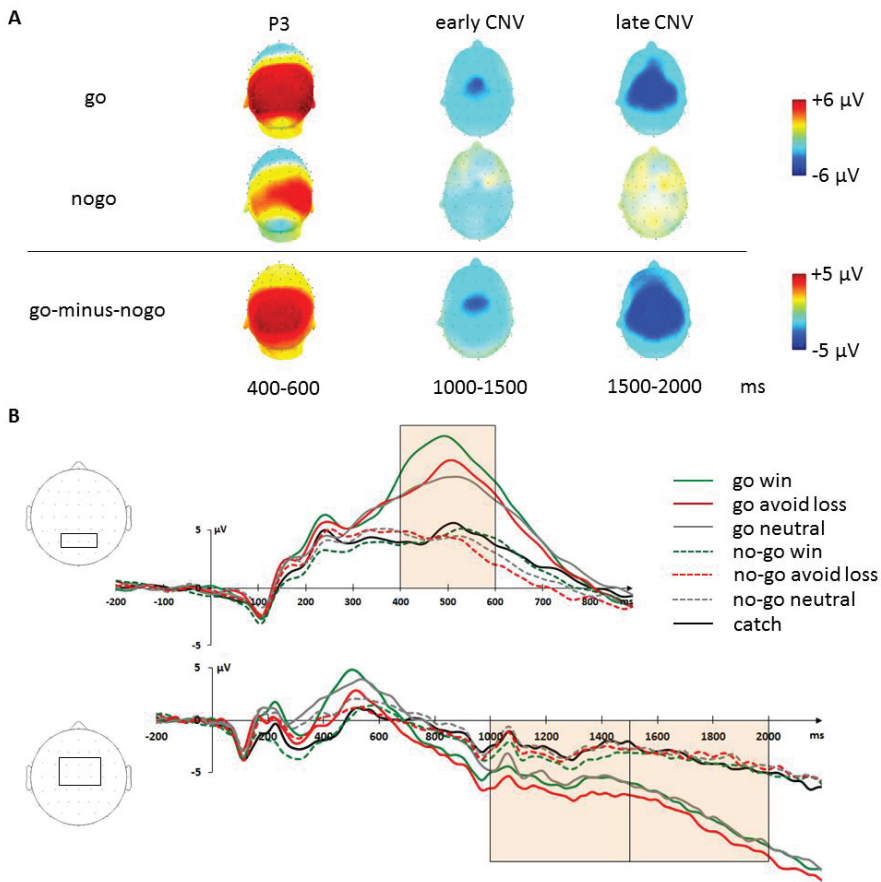 A
P3 early CNV late CNV
go
+6 µV
-6 µV
nogo
+5 µV
go-minus-nogo
-5 µV
400-600 1000-1500 1500-2000 ms
B
go win
go avoid loss
go neutral
no-go win
no-go avoid loss
no-go neutral
catch
5 µV
-200 -100 100 200 300 400 500 600 700 800 ms
-5
5 µV
-200 200 400 600 800 1000 1200 1400 1600 1800 2000 ms
-5